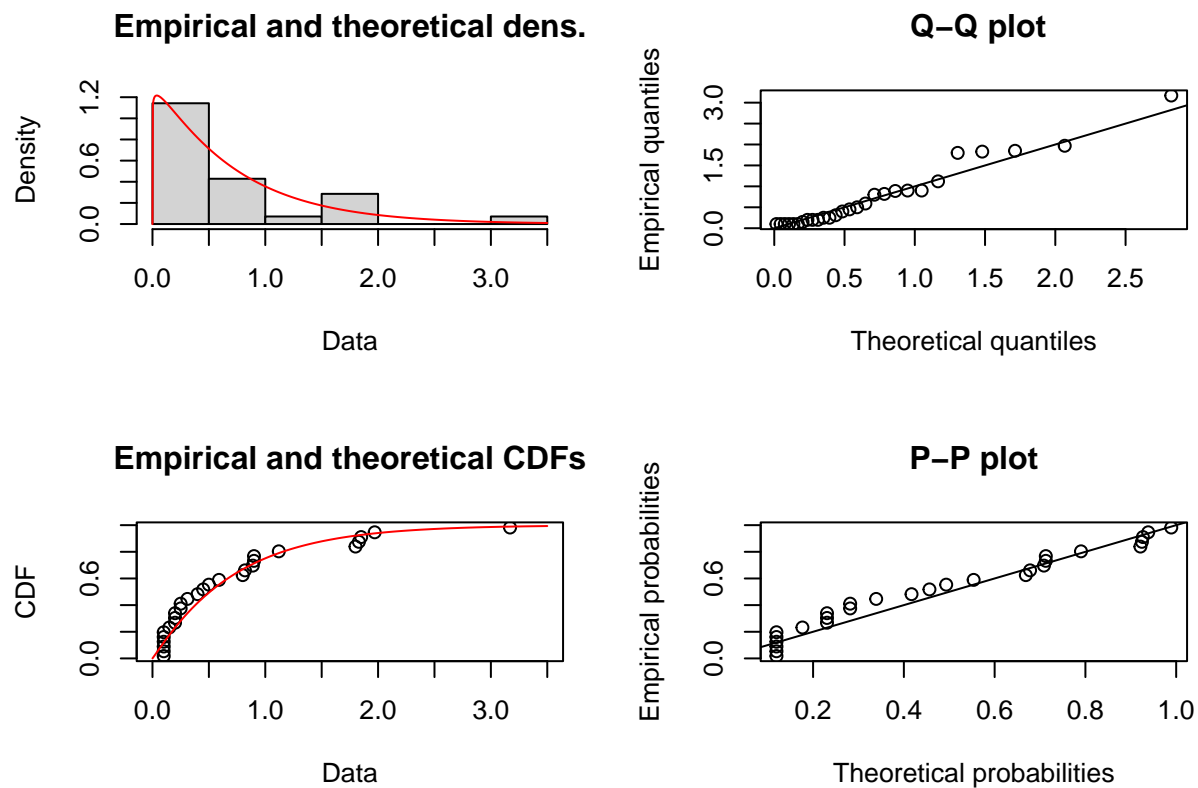 Empirical and theoretical dens.
Density
0.0 0.6 1.2
0.0 1.0 2.0 3.0
Data
Q−Q plot
Empirical quantiles
0.0 1.5 3.0
0.0 0.5 1.0 1.5 2.0 2.5
Theoretical quantiles
Empirical and theoretical CDFs
CDF
0.0 0.6
0.0 1.0 2.0 3.0
Data
P−P plot
Empirical probabilities
0.0 0.6
0.2 0.4 0.6 0.8 1.0
Theoretical probabilities